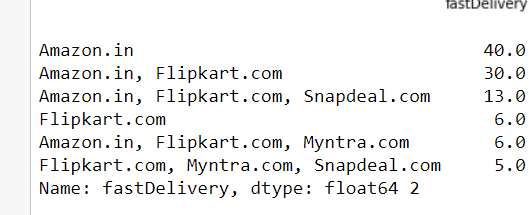 fastDelivery
Amazon.in 40.0
Amazon.in, Flipkart.com 30.0
Amazon.in, Flipkart.com, Snapdeal.com 13.0
Flipkart.com 6.0
Amazon.in, Flipkart.com, Myntra.com 6.0
Flipkart.com, Myntra.com, Snapdeal.com 5.0
Name: fastDelivery, dtype: float64 2